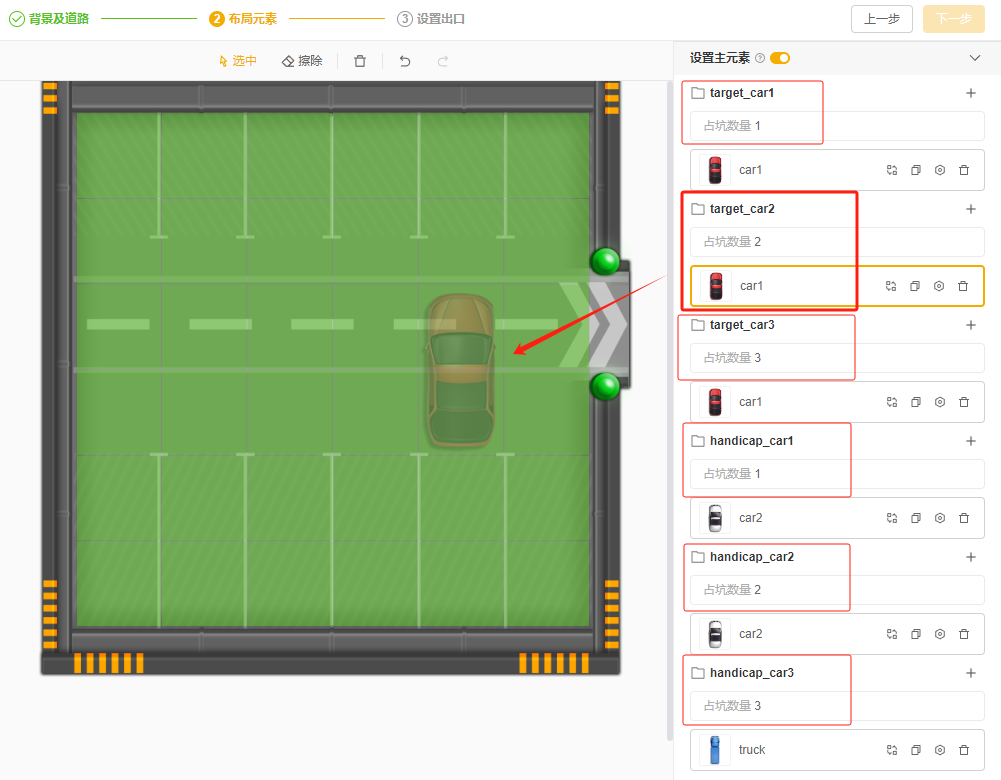 背景及道路
2 布局元素
3 设置出口
上一步
下一步
选中
擦除
设置主元素
target_car1
占坑数量 1
car1
target_car2
占坑数量 2
car1
target_car3
占坑数量 3
car1
handicap_car1
占坑数量 1
car2
handicap_car2
占坑数量 2
car2
handicap_car3
占坑数量 3
truck